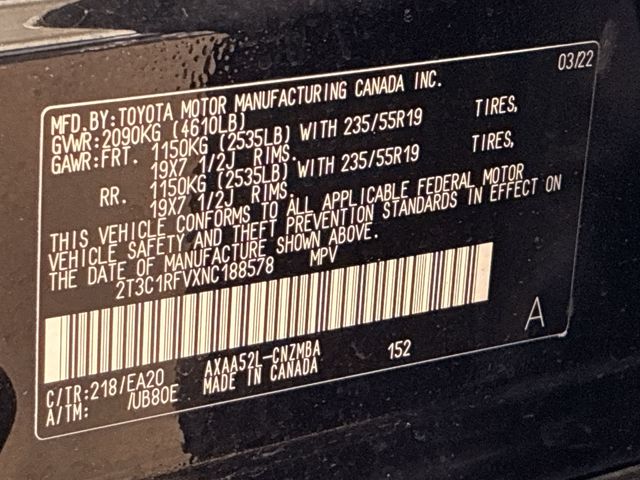 03/22
MFD.BY:TOYOTA MOTOR MANUFACTURING CANADA INC.
GVWR:2090KG (4610LB)
GAWR:FRT. 1150KG (2535LB) WITH 235/55R19 TIRES,
19X7 1/2J RIMS.
RR. 1150KG (2535LB) WITH 235/55R19 TIRES,
19X7 1/2J RIMS.
THIS VEHICLE CONFORMS TO ALL APPLICABLE FEDERAL MOTOR
VEHICLE SAFETY AND THEFT PREVENTION STANDARDS IN EFFECT ON
THE DATE OF MANUFACTURE SHOWN ABOVE.
2T3C1RFVXNC188578 MPV
A
C/TR:218/EA20 AXAA52L-CNZMBA 152
A/TM: /UB80E MADE IN CANADA